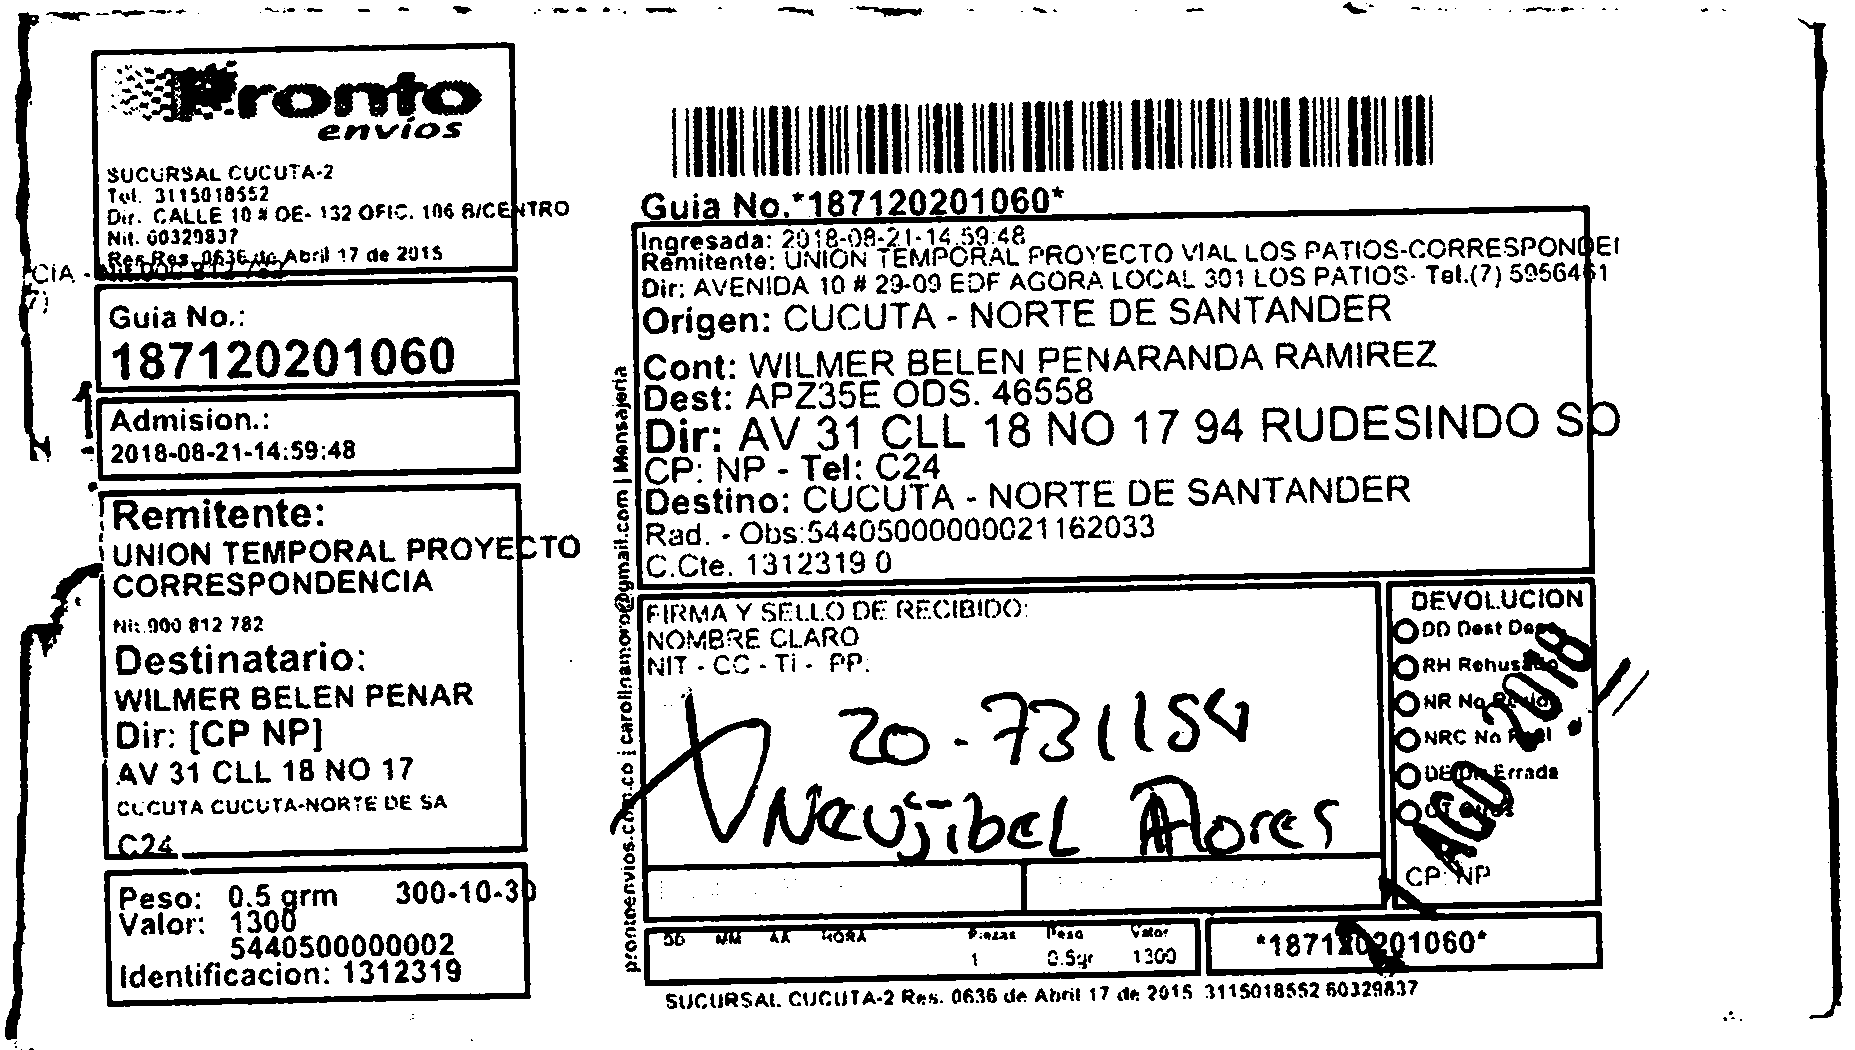 Pronto
envíos
SUCURSAL CUCUTA-2
Tel. 3115018552
Dir. CALLE 10 # OE- 132 OFIC. 106 B/CENTRO
Nit. 60329837
Res Res. 0636 de Abril 17 de 2015
CIA -
7)
Guia No.:
187120201060
Admision.:
2018-08-21-14:59:48
Remitente:
UNION TEMPORAL PROYECTO
CORRESPONDENCIA
Nit: 900 812 782
Destinatario:
WILMER BELEN PENAR
Dir: [CP NP]
AV 31 CLL 18 NO 17
CUCUTA CUCUTA-NORTE DE SA
C24
Peso: 0.5 grm 300-10-30
Valor: 1300
5440500000002
Identificacion: 1312319
prontoenvios.com.co | carolinamoro@gmail.com | Mensajeria
Guia No.*187120201060*
Ingresada: 2018-08-21-14:59:48
Remitente: UNION TEMPORAL PROYECTO VIAL LOS PATIOS-CORRESPONDEI
Dir: AVENIDA 10 # 29-09 EDF AGORA LOCAL 301 LOS PATIOS- Tel.(7) 5956461
Origen: CUCUTA - NORTE DE SANTANDER
Cont: WILMER BELEN PENARANDA RAMIREZ
Dest: APZ35E ODS. 46558
Dir: AV 31 CLL 18 NO 17 94 RUDESINDO SO
CP: NP - Tel: C24
Destino: CUCUTA - NORTE DE SANTANDER
Rad. - Obs:54405000000021162033
C.Cte. 1312319 0
FIRMA Y SELLO DE RECIBIDO:
NOMBRE CLARO
NIT - CC - Ti - PP.
20-731154
Neujibel Flores
DEVOLUCION
DD Dest Desc
RH Rehusado
NR No
NRC No
DE Dir Errada
AGO 2018
CP: NP
DD MM AA HORA Piezas Peso Valor
1 0.5gr 1300
*187120201060*
SUCURSAL CUCUTA-2 Res. 0636 de Abril 17 de 2015 3115018552 60329837